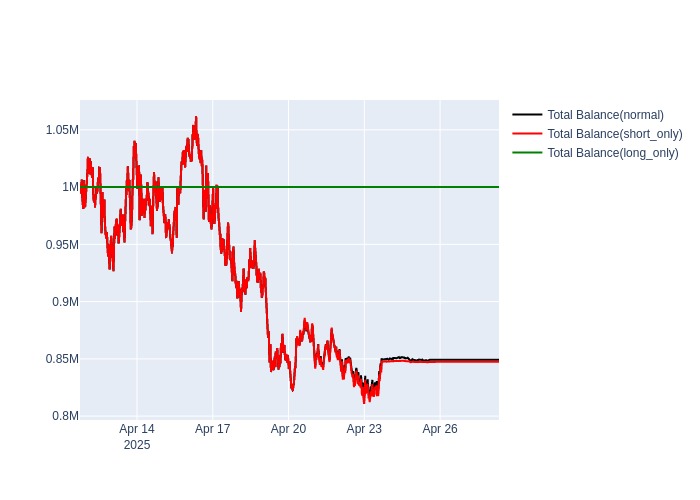 1.05M
1M
0.95M
0.9M
0.85M
0.8M
Apr 14
2025
Apr 17
Apr 20
Apr 23
Apr 26
Total Balance(normal)
Total Balance(short_only)
Total Balance(long_only)